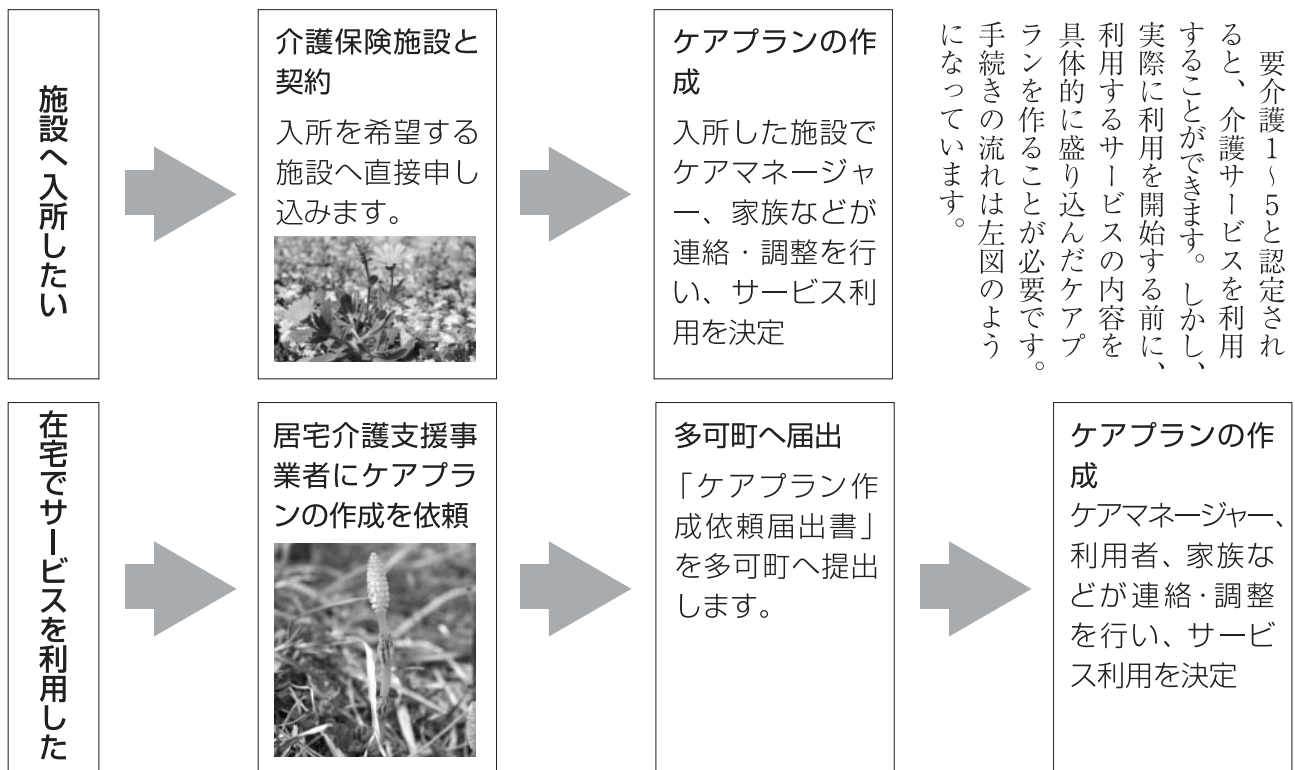 要介護1～5と認定され
ると、介護サービスを利用
することができます。しかし、
実際に利用を開始する前に、
利用するサービスの内容を
具体的に盛り込んだケアプ
ランを作ることが必要です。
手続きの流れは左図のよう
になっています。
施設へ入所したい
介護保険施設と
契約
入所を希望する
施設へ直接申し
込みます。
ケアプランの作
成
入所した施設で
ケアマネージャ
ー、家族などが
連絡・調整を行
い、サービス利
用を決定
在宅でサービスを利用した
居宅介護支援事
業者にケアプラ
ンの作成を依頼
多可町へ届出
「ケアプラン作
成依頼届出書」
を多可町へ提出
します。
ケアプランの作
成
ケアマネージャー、
利用者、家族な
どが連絡・調整
を行い、サービ
ス利用を決定